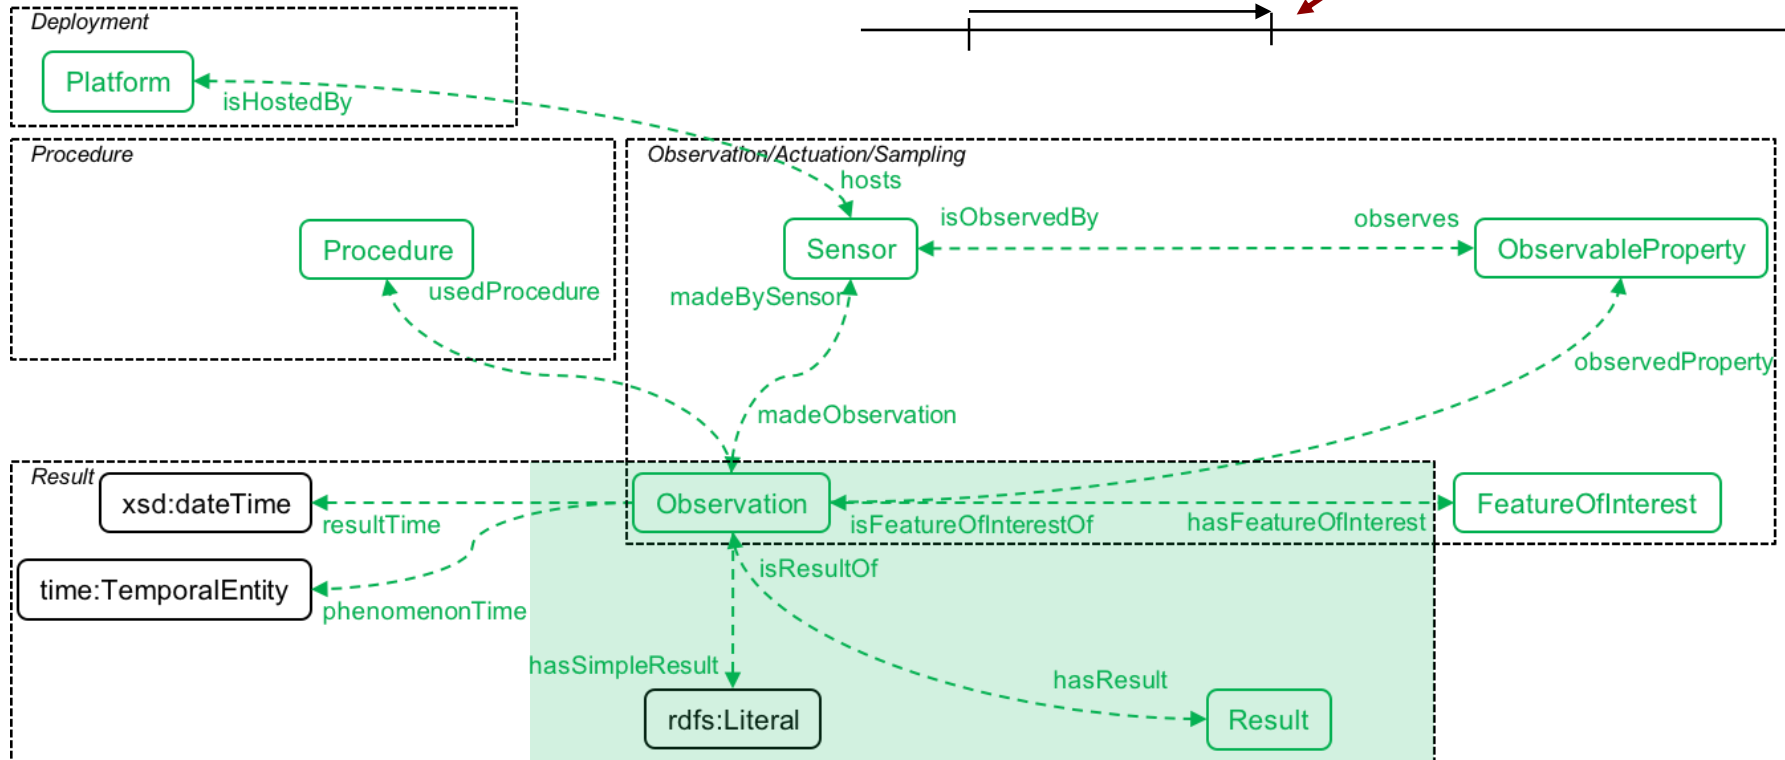 Deployment
Platform
isHostedBy
Procedure
Observation/Actuation/Sampling
hosts
isObservedBy
observes
Procedure
Sensor
ObservableProperty
usedProcedure
madeBySensor
observedProperty
madeObservation
Result
xsd:dateTime
Observation
FeatureOfInterest
resultTime
isFeatureOfInterestOf
hasFeatureOfInterest
isResultOf
time:TemporalEntity
phenomenonTime
hasSimpleResult
hasResult
rdfs:Literal
Result